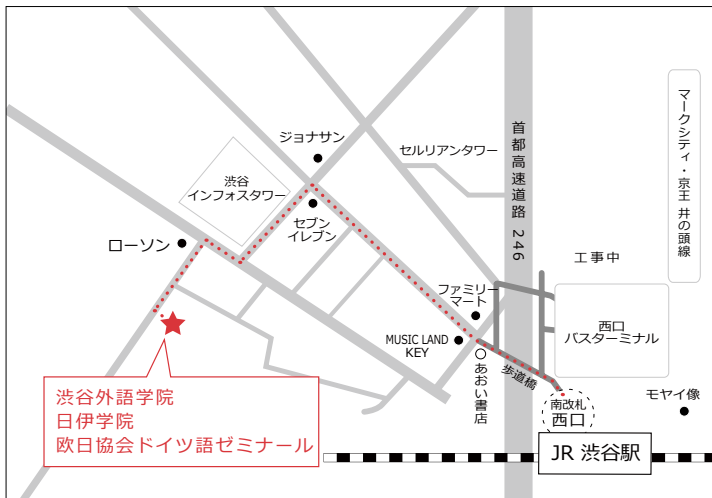 ジョナサン
セルリアンタワー
首都高速道路 246
マークシティ・京王 井の頭線
渋谷
インフォスタワー
セブン
イレブン
ローソン
工事中
ファミリー
マート
西口
バスターミナル
MUSIC LAND
KEY
あおい書店
歩道橋
南改札
西口
モヤイ像
渋谷外語学院
日伊学院
欧日協会ドイツ語ゼミナール
JR 渋谷駅